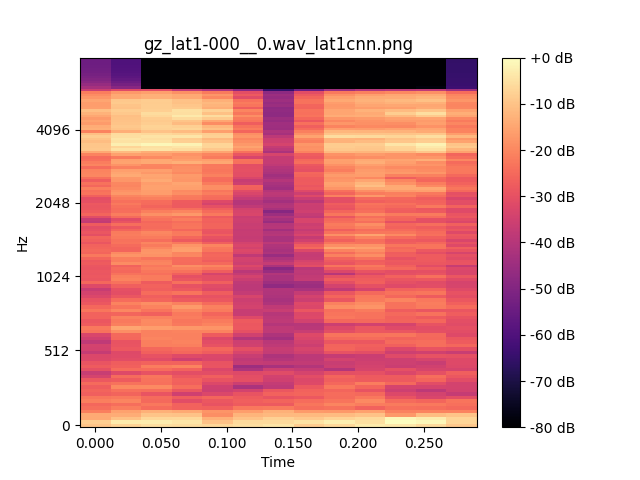 gz_lat1-000__0.wav_lat1cnn.png
+0 dB
-10 dB
-20 dB
-30 dB
-40 dB
-50 dB
-60 dB
-70 dB
-80 dB
4096
2048
1024
512
0
Hz
0.000 0.050 0.100 0.150 0.200 0.250
Time